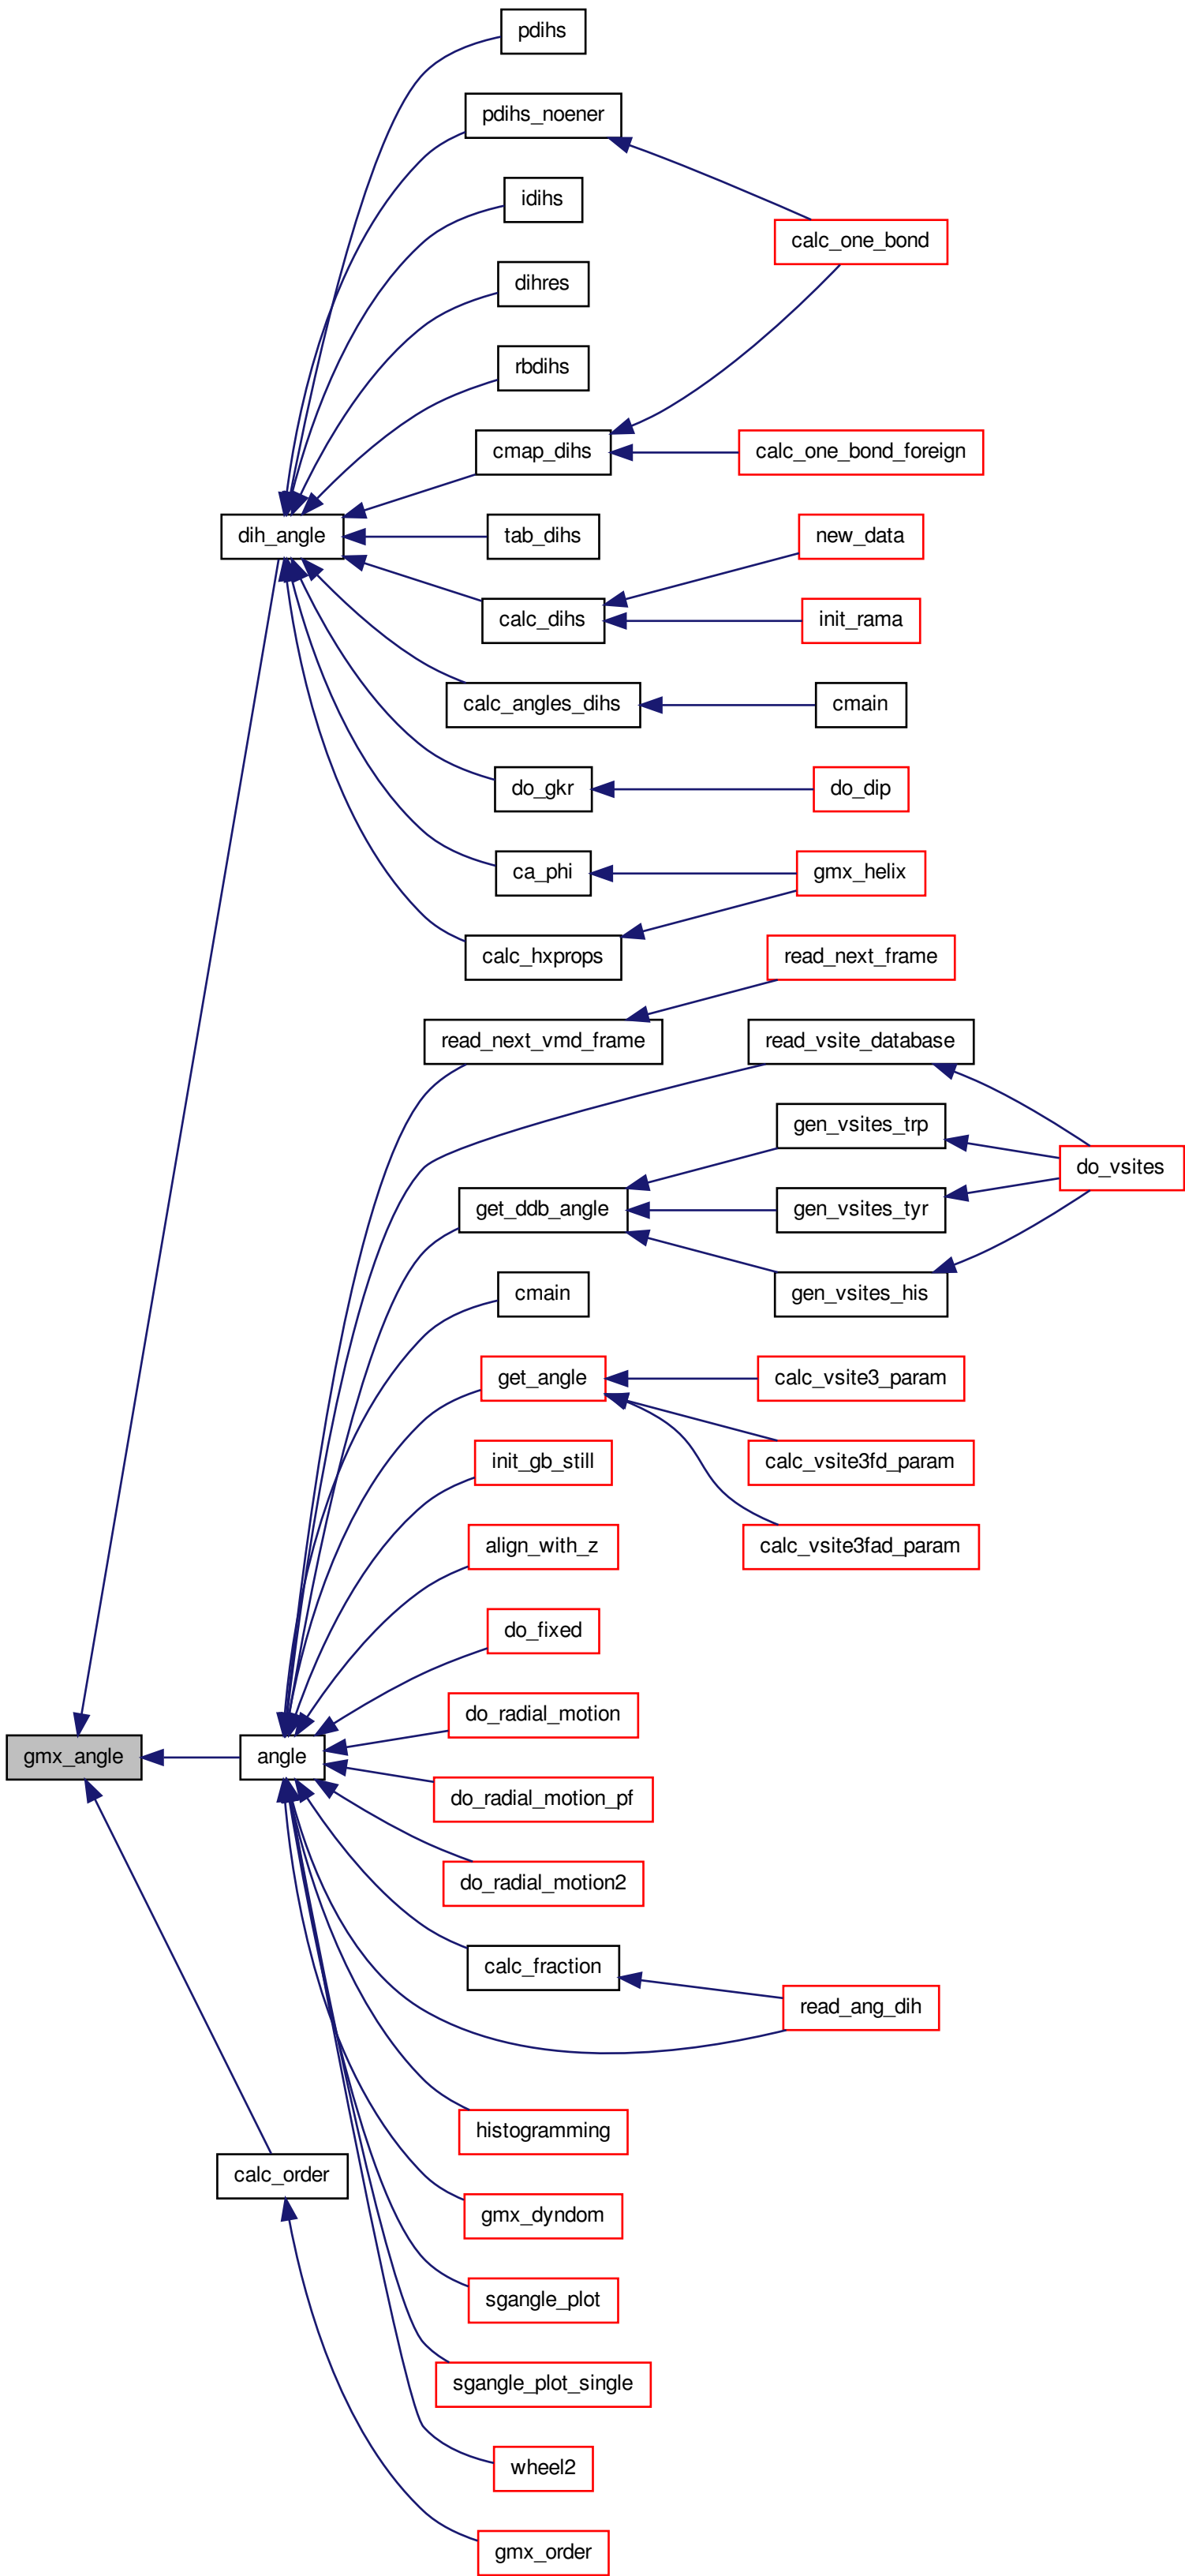 pdihs
pdihs_noener
idihs
calc_one_bond
dihres
rbdihs
cmap_dihs
calc_one_bond_foreign
dih_angle
tab_dihs
new_data
calc_dihs
init_rama
calc_angles_dihs
cmain
do_gkr
do_dip
ca_phi
gmx_helix
calc_hxprops
read_next_frame
read_next_vmd_frame
read_vsite_database
gen_vsites_trp
do_vsites
get_ddb_angle
gen_vsites_tyr
cmain
gen_vsites_his
get_angle
calc_vsite3_param
init_gb_still
calc_vsite3fd_param
align_with_z
calc_vsite3fad_param
do_fixed
do_radial_motion
gmx_angle
angle
do_radial_motion_pf
do_radial_motion2
calc_fraction
read_ang_dih
histogramming
calc_order
gmx_dyndom
sgangle_plot
sgangle_plot_single
wheel2
gmx_order